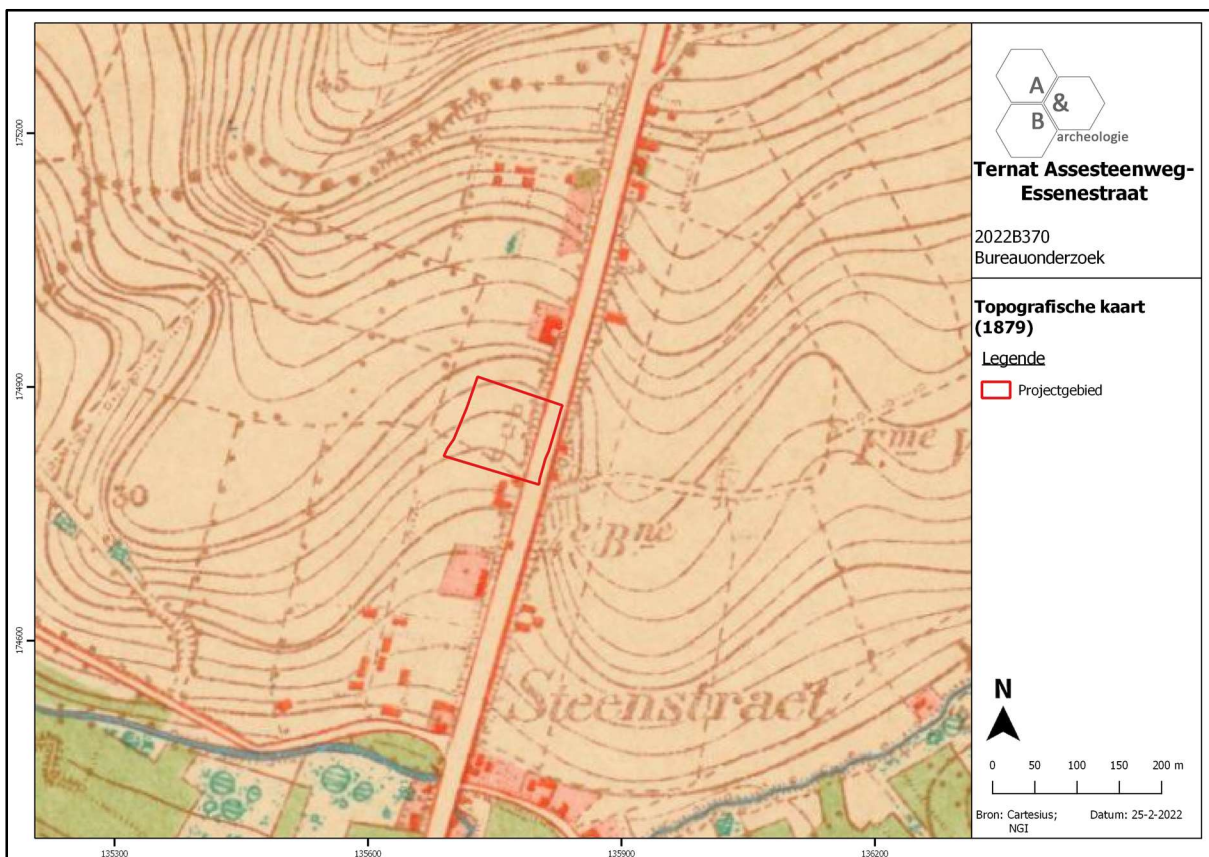 A
&
B
archeologie
Ternat Assesteenweg-
Essenestraat
2022B370
Bureauonderzoek
Topografische kaart
(1879)
Legende
Projectgebied
N
0 50 100 150 200 m
Bron: Cartesius;
NGI
Datum: 25-2-2022
175200
174900
174600
135300
135600
135900
136200
45
30
Fme
Bne
Steenstraet